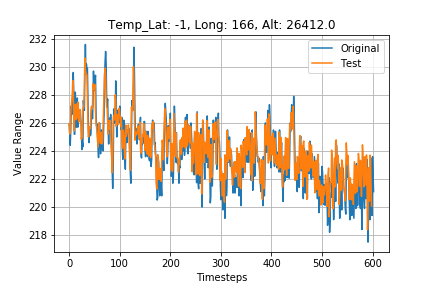 Temp_Lat: -1, Long: 166, Alt: 26412.0
232
230
228
226
224
222
220
218
Value Range
Original
Test
0 100 200 300 400 500 600
Timesteps